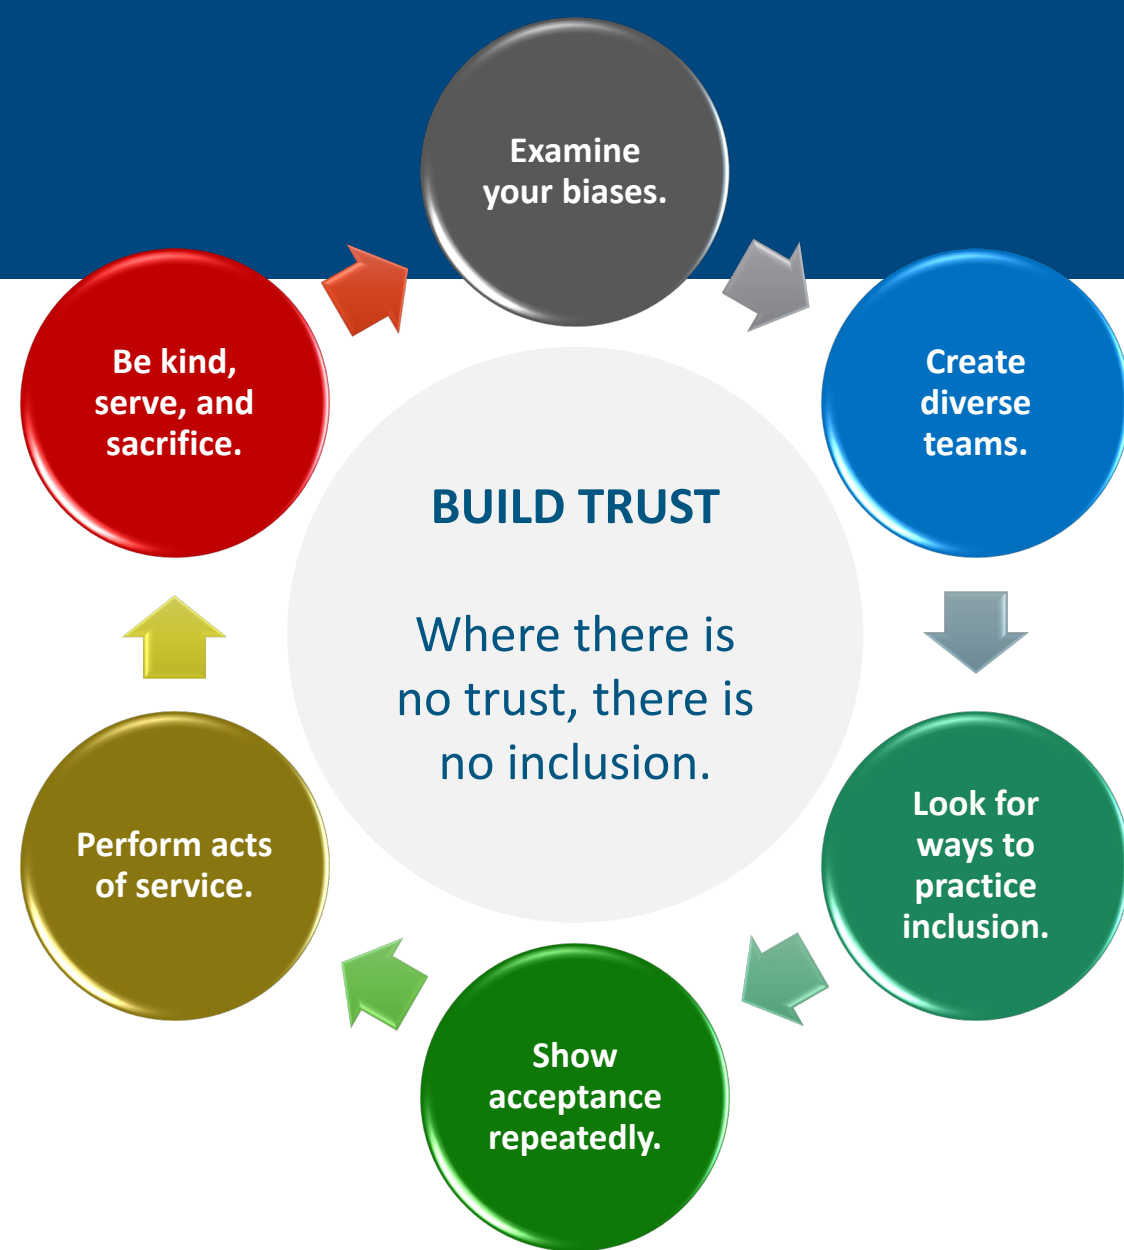 Examine
your biases.
Create
diverse
teams.
Look for
ways to
practice
inclusion.
Show
acceptance
repeatedly.
Perform acts
of service.
Be kind,
serve, and
sacrifice.
BUILD TRUST
Where there is
no trust, there is
no inclusion.